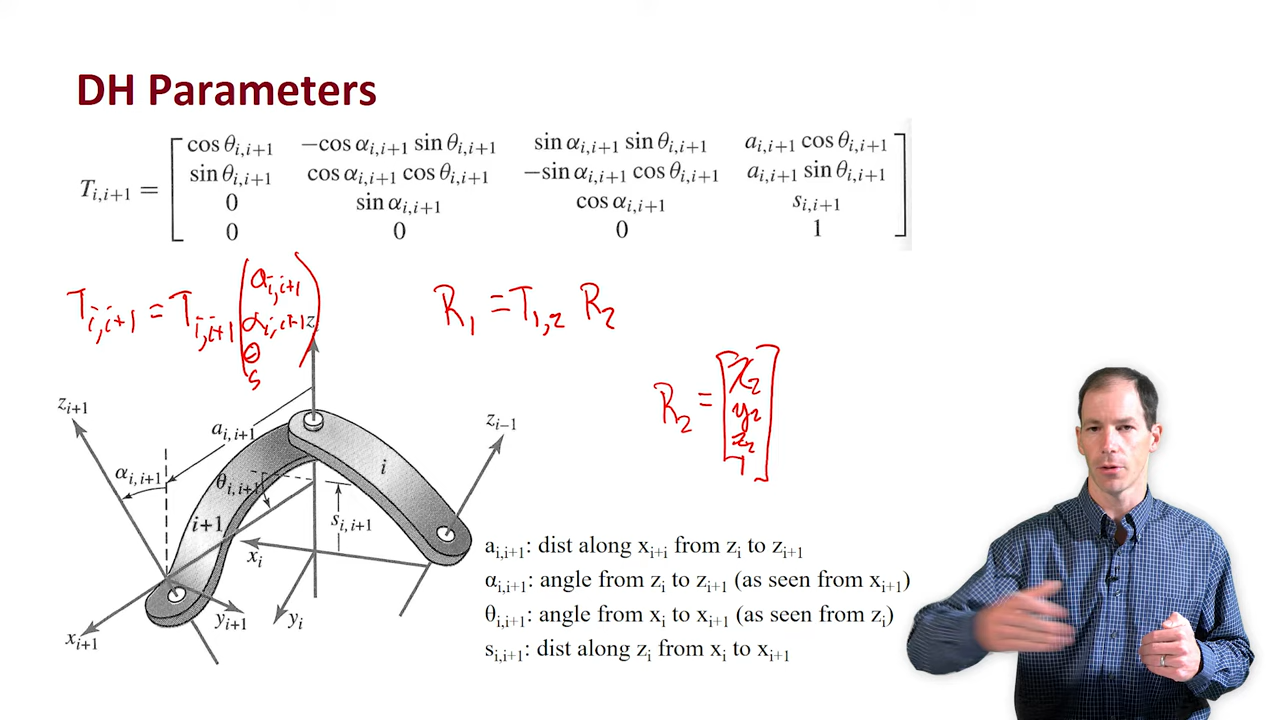 DH Parameters
T_{i,i+1} = [ cos θ_{i,i+1}  −cos α_{i,i+1} sin θ_{i,i+1}  sin α_{i,i+1} sin θ_{i,i+1}  a_{i,i+1} cos θ_{i,i+1}
sin θ_{i,i+1}  cos α_{i,i+1} cos θ_{i,i+1}  −sin α_{i,i+1} cos θ_{i,i+1}  a_{i,i+1} sin θ_{i,i+1}
0  sin α_{i,i+1}  cos α_{i,i+1}  s_{i,i+1}
0  0  0  1 ]
T_{i,i+1} = T_{i,i+1} ( a_{i,i+1}
α_{i,i+1}
θ
s )
R_1 = T_{1,2} R_2
R_2 = [ x_2
y_2
z_2
1 ]
z
z_{i+1}
a_{i,i+1}
z_{i−1}
α_{i,i+1}
θ_{i,i+1}
i
i+1
s_{i,i+1}
x_i
y_{i+1}
y_i
x_{i+1}
a_{i,i+1}: dist along x_{i+i} from z_i to z_{i+1}
α_{i,i+1}: angle from z_i to z_{i+1} (as seen from x_{i+1})
θ_{i,i+1}: angle from x_i to x_{i+1} (as seen from z_i)
s_{i,i+1}: dist along z_i from x_i to x_{i+1}